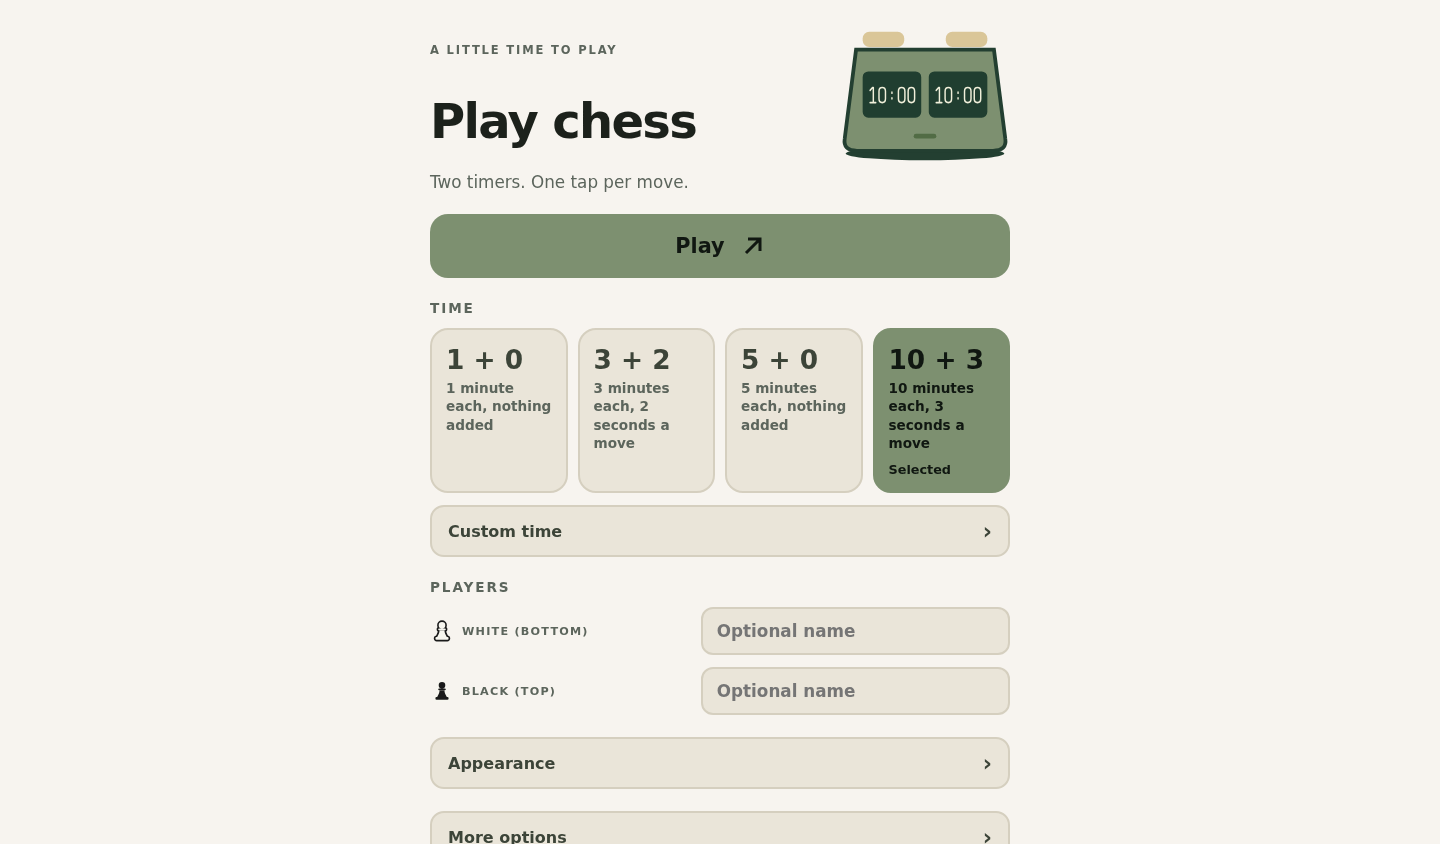 A LITTLE TIME TO PLAY
10:00 10:00
Play chess
Two timers. One tap per move.
Play
TIME
1 + 0
1 minute
each, nothing
added
3 + 2
3 minutes
each, 2
seconds a
move
5 + 0
5 minutes
each, nothing
added
10 + 3
10 minutes
each, 3
seconds a
move
Selected
Custom time
PLAYERS
WHITE (BOTTOM)
Optional name
BLACK (TOP)
Optional name
Appearance
More options